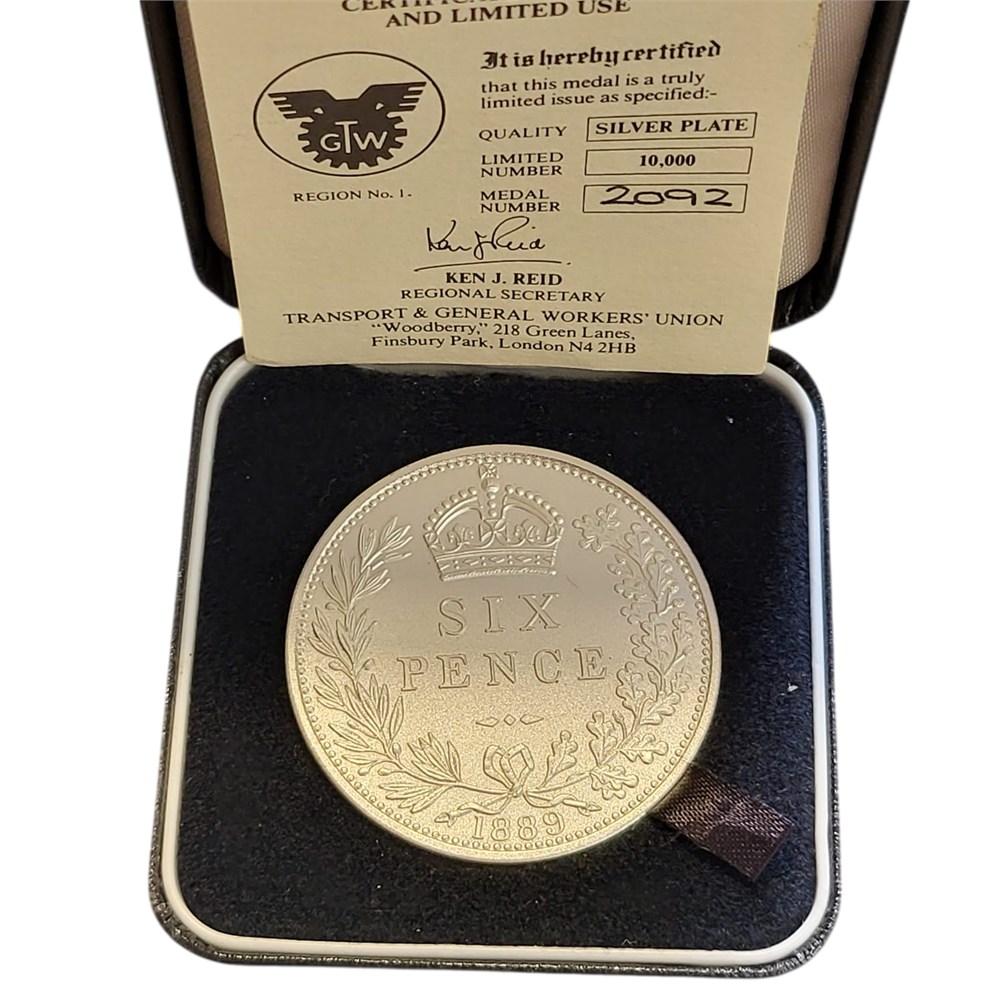 AND LIMITED USE
It is hereby certified
that this medal is a truly
limited issue as specified:-
QUALITY SILVER PLATE
LIMITED NUMBER 10,000
MEDAL NUMBER 2092
GTW
REGION No. 1.
Ken J Reid
KEN J. REID
REGIONAL SECRETARY
TRANSPORT & GENERAL WORKERS' UNION
"Woodberry," 218 Green Lanes,
Finsbury Park, London N4 2HB
SIX
PENCE
1889